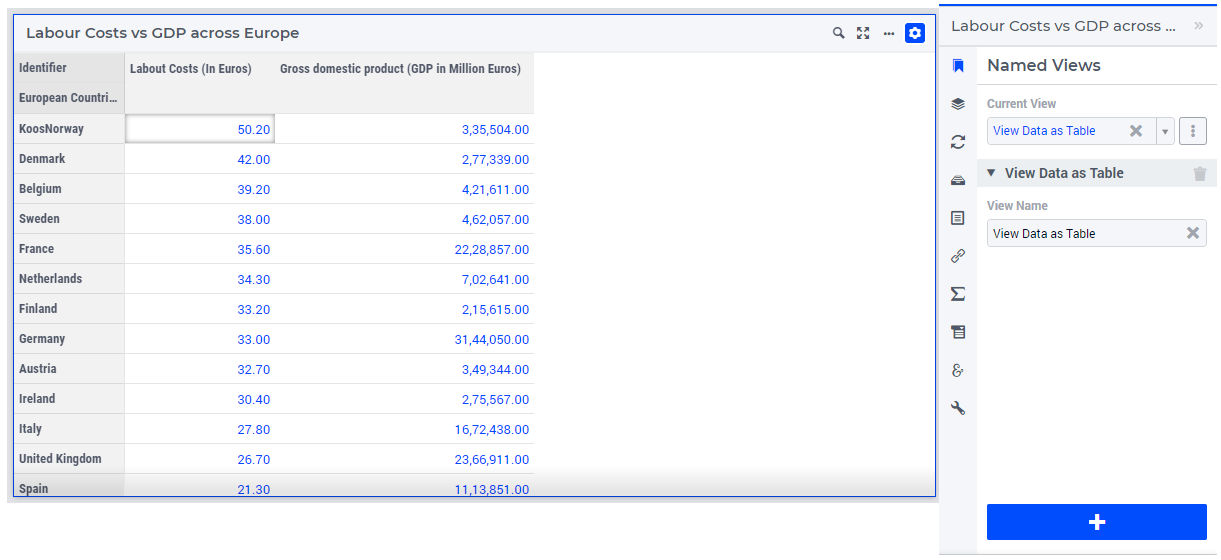 Labour Costs vs GDP across Europe
Identifier Labout Costs (In Euros) Gross domestic product (GDP in Million Euros)
European Countri...
KoosNorway 50.20 3,35,504.00
Denmark 42.00 2,77,339.00
Belgium 39.20 4,21,611.00
Sweden 38.00 4,62,057.00
France 35.60 22,28,857.00
Netherlands 34.30 7,02,641.00
Finland 33.20 2,15,615.00
Germany 33.00 31,44,050.00
Austria 32.70 3,49,344.00
Ireland 30.40 2,75,567.00
Italy 27.80 16,72,438.00
United Kingdom 26.70 23,66,911.00
Spain 21.30 11,13,851.00
Labour Costs vs GDP across ...
Named Views
Current View
View Data as Table
View Data as Table
View Name
View Data as Table